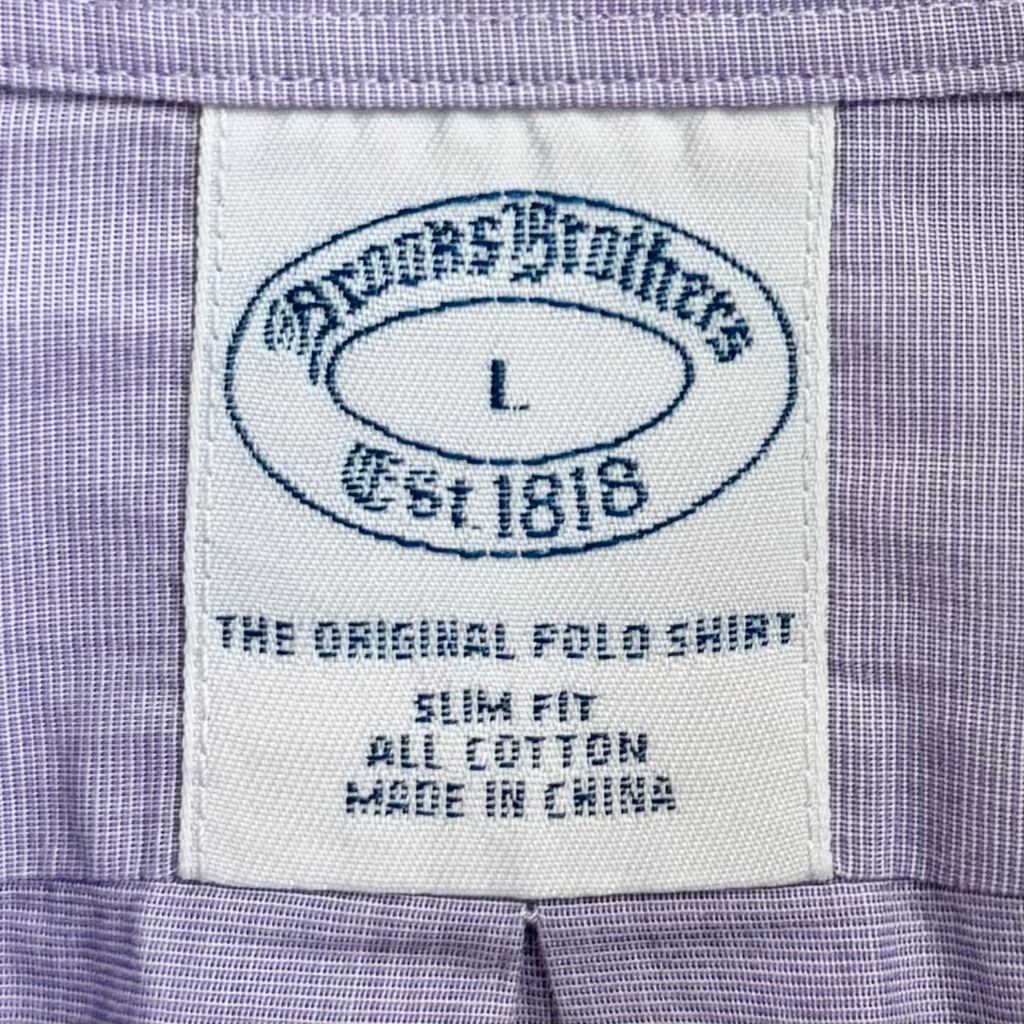 Brooks Brothers
L
Est. 1818
THE ORIGINAL POLO SHIRT
SLIM FIT
ALL COTTON
MADE IN CHINA